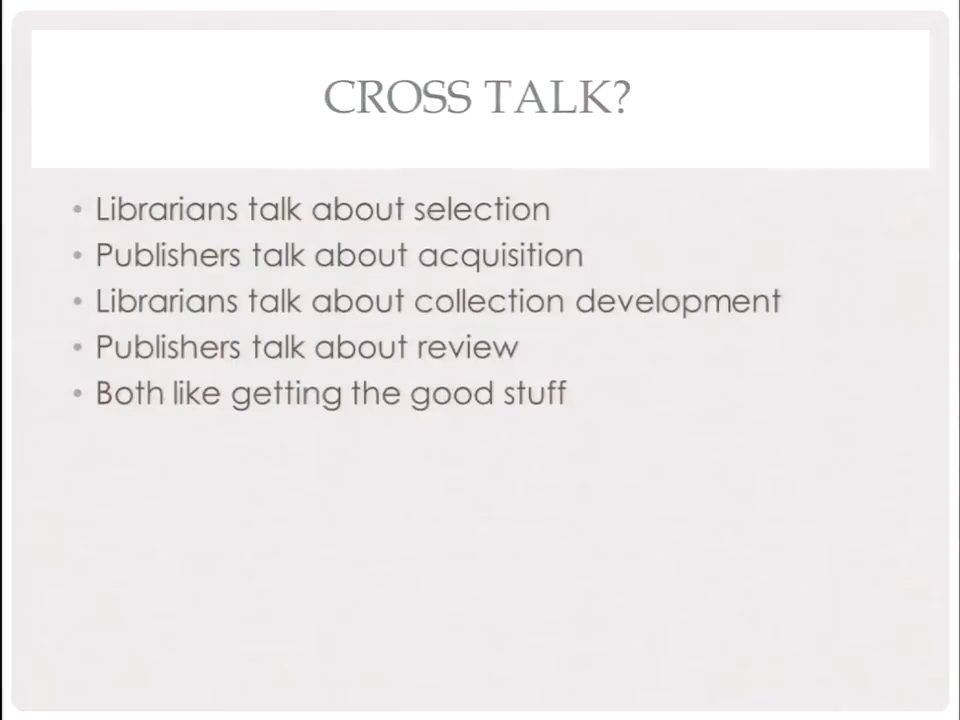 CROSS TALK?
• Librarians talk about selection
• Publishers talk about acquisition
• Librarians talk about collection development
• Publishers talk about review
• Both like getting the good stuff